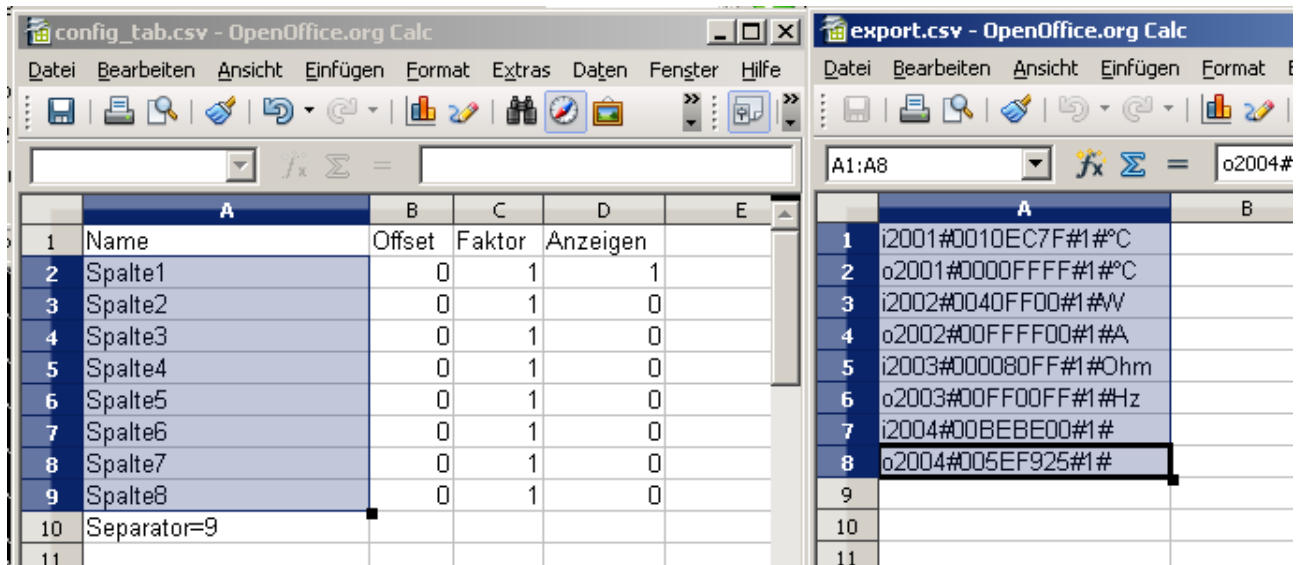 config_tab.csv - OpenOffice.org Calc
Datei Bearbeiten Ansicht Einfügen Format Extras Daten Fenster Hilfe
A B C D E
1 Name Offset Faktor Anzeigen
2 Spalte1 0 1 1
3 Spalte2 0 1 0
4 Spalte3 0 1 0
5 Spalte4 0 1 0
6 Spalte5 0 1 0
7 Spalte6 0 1 0
8 Spalte7 0 1 0
9 Spalte8 0 1 0
10 Separator=9
11
export.csv - OpenOffice.org Calc
Datei Bearbeiten Ansicht Einfügen Format
A1:A8 o2004#
A B
1 i2001#0010EC7F#1#°C
2 o2001#0000FFFF#1#°C
3 i2002#0040FF00#1#W
4 o2002#00FFFF00#1#A
5 i2003#000080FF#1#Ohm
6 o2003#00FF00FF#1#Hz
7 i2004#00BEBE00#1#
8 o2004#005EF925#1#
9
10
11